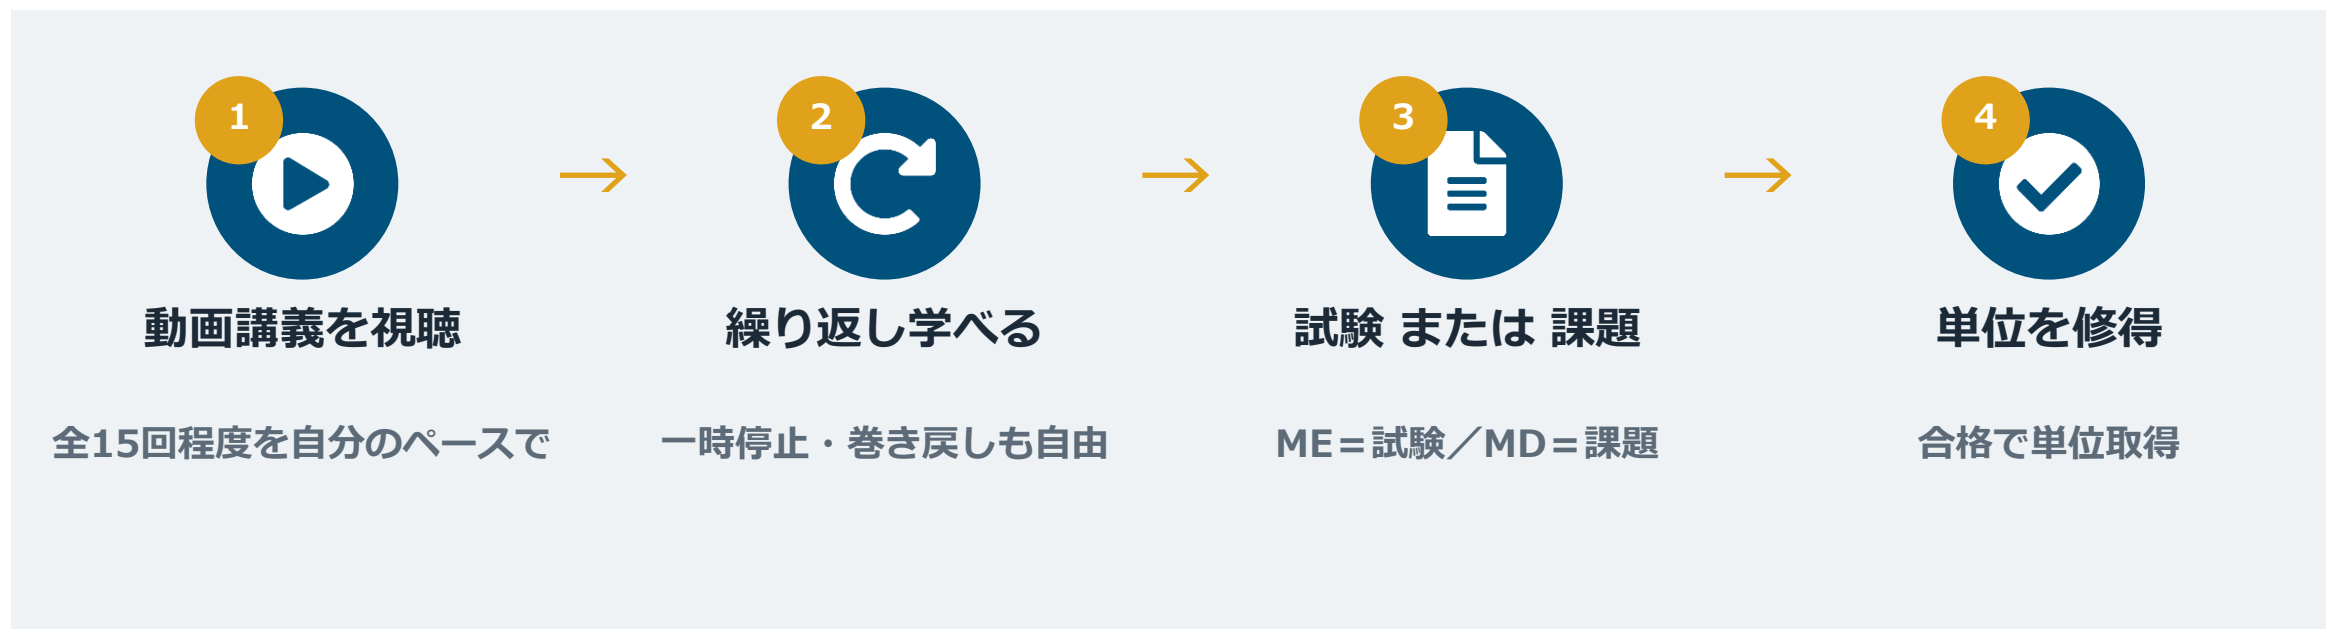 1
動画講義を視聴
全15回程度を自分のペースで
→
2
繰り返し学べる
一時停止・巻き戻しも自由
→
3
試験 または 課題
ME＝試験／MD＝課題
→
4
単位を修得
合格で単位取得